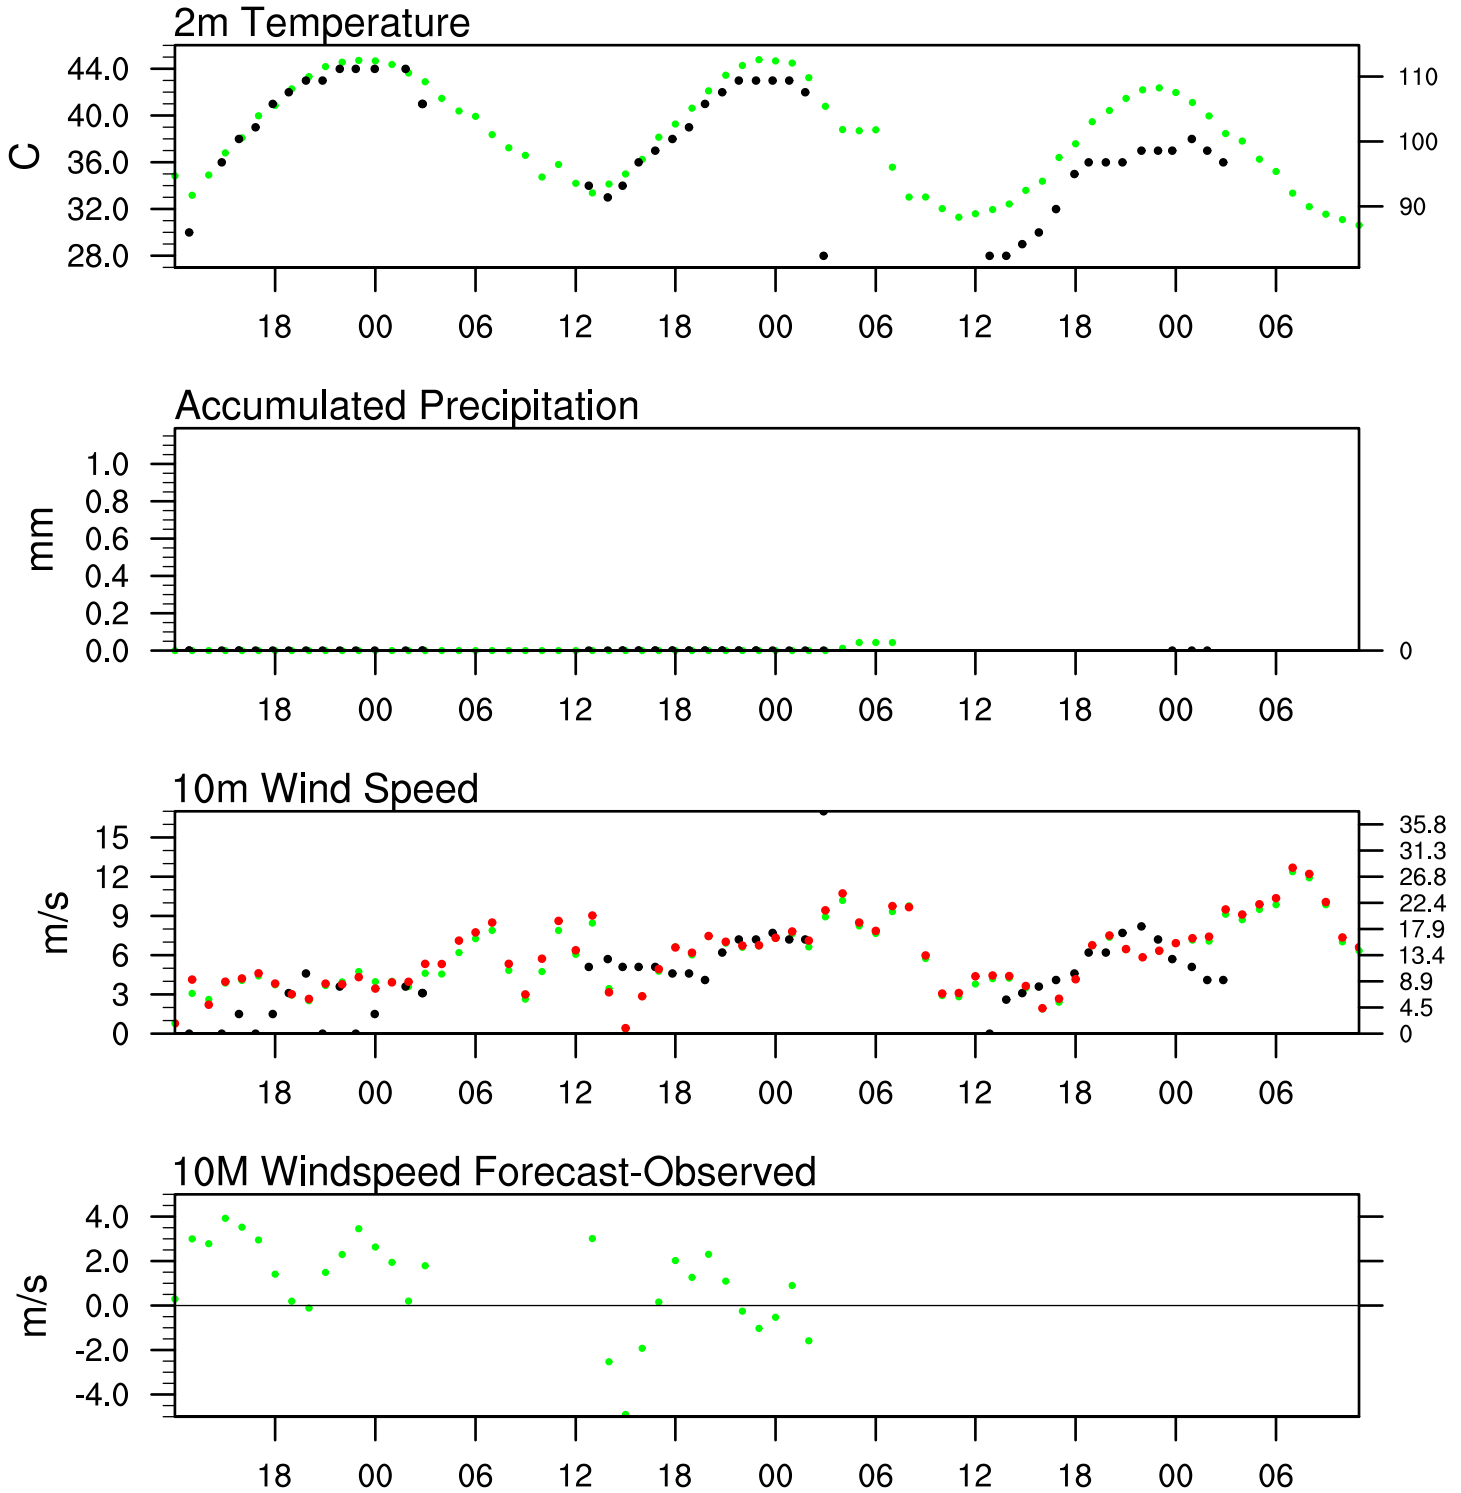 2m Temperature
44.0
40.0
36.0
32.0
28.0
C
110
100
90
18 00 06 12 18 00 06 12 18 00 06
Accumulated Precipitation
1.0
0.8
0.6
0.4
0.2
0.0
mm
0
18 00 06 12 18 00 06 12 18 00 06
10m Wind Speed
15
12
9
6
3
0
m/s
35.8
31.3
26.8
22.4
17.9
13.4
8.9
4.5
0
18 00 06 12 18 00 06 12 18 00 06
10M Windspeed Forecast-Observed
4.0
2.0
0.0
-2.0
-4.0
m/s
18 00 06 12 18 00 06 12 18 00 06